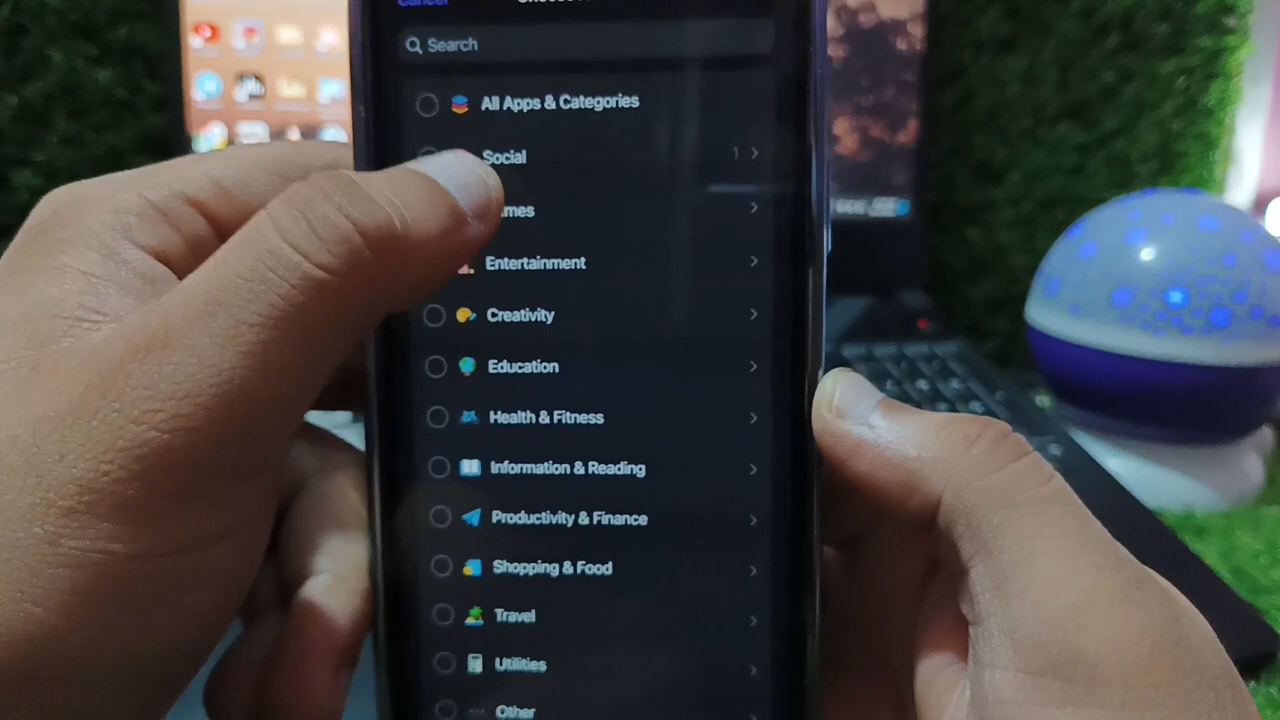 Cancel
Search
All Apps & Categories
Social 1
Entertainment
Creativity
Education
Health & Fitness
Information & Reading
Productivity & Finance
Shopping & Food
Travel
Utilities
Other